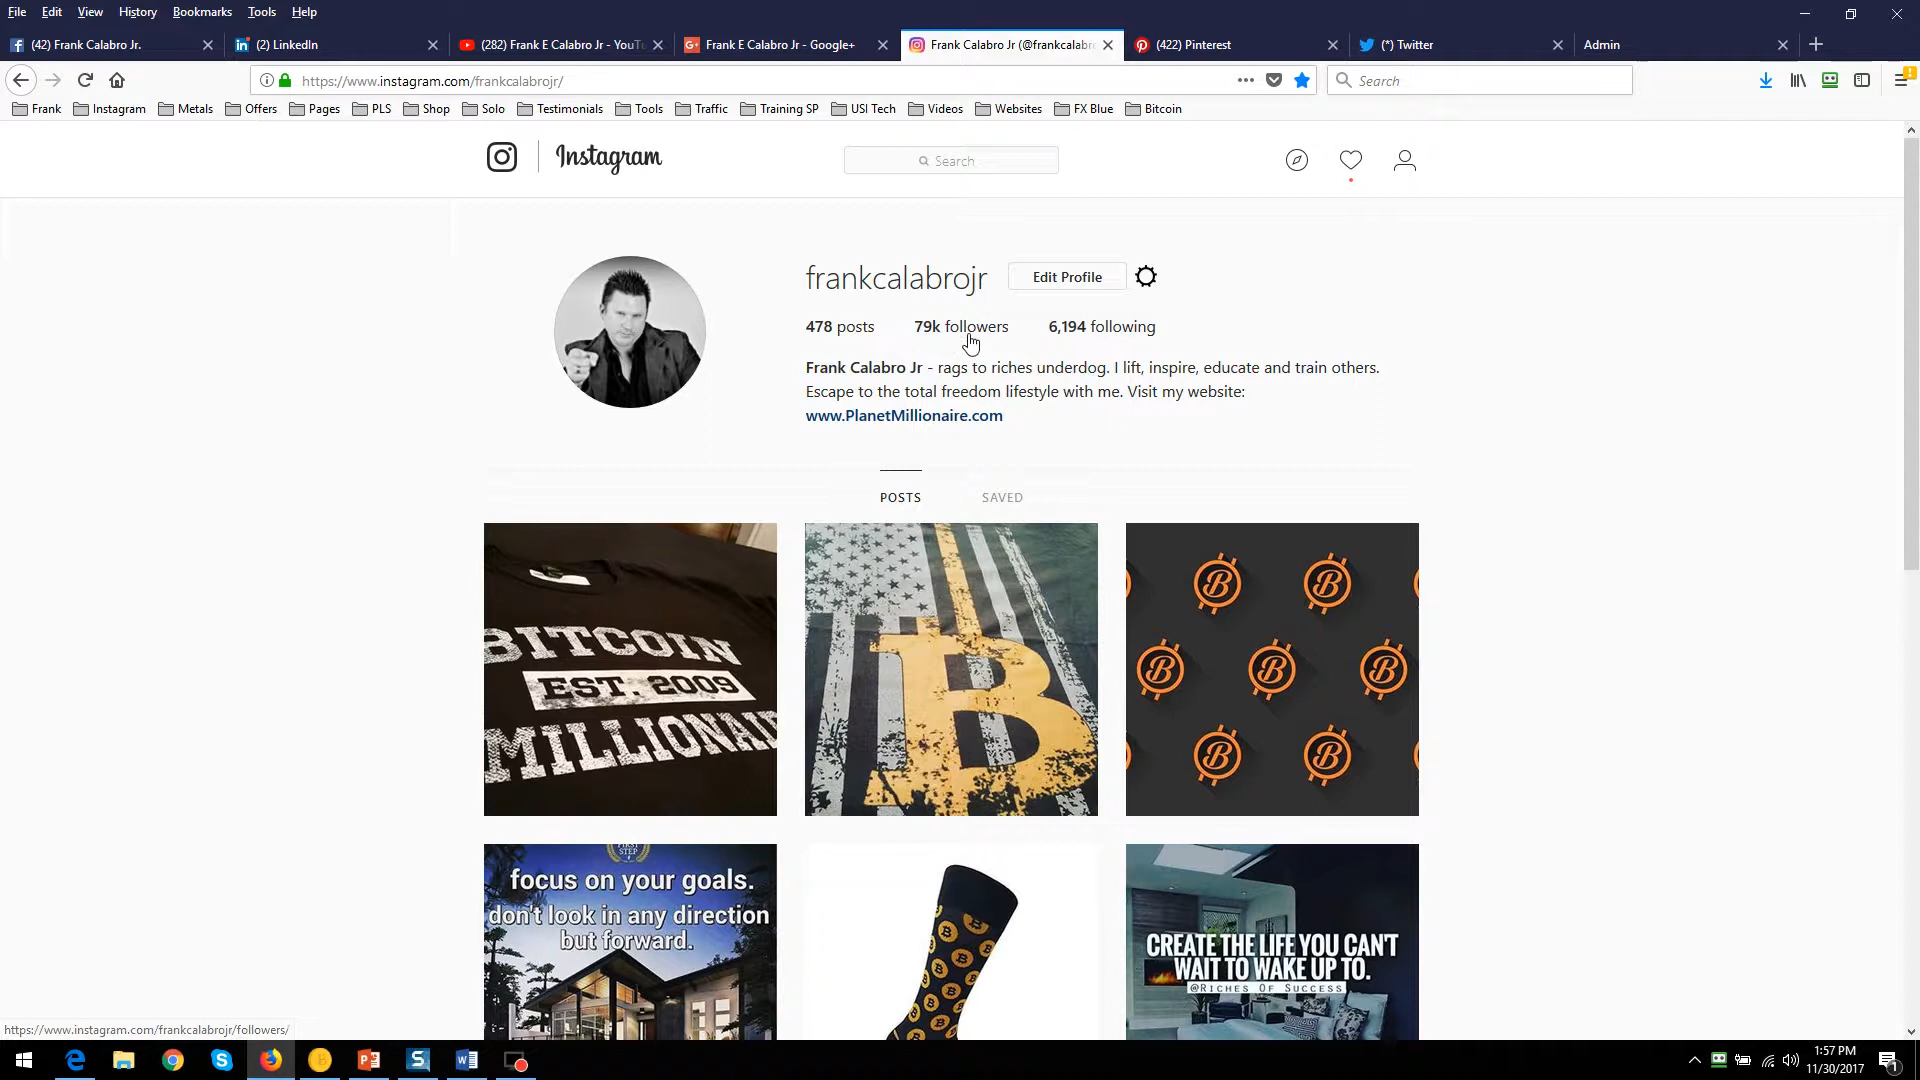 File Edit View History Bookmarks Tools Help
(42) Frank Calabro Jr. (2) LinkedIn (282) Frank E Calabro Jr - YouTu Frank E Calabro Jr - Google+ Frank Calabro Jr (@frankcalabro (422) Pinterest (*) Twitter Admin
https://www.instagram.com/frankcalabrojr/ Search
Frank Instagram Metals Offers Pages PLS Shop Solo Testimonials Tools Traffic Training SP USI Tech Videos Websites FX Blue Bitcoin
Instagram Search
frankcalabrojr Edit Profile
478 posts 79k followers 6,194 following
Frank Calabro Jr - rags to riches underdog. I lift, inspire, educate and train others.
Escape to the total freedom lifestyle with me. Visit my website:
www.PlanetMillionaire.com
POSTS SAVED
BITCOIN
EST. 2009
MILLIONAI
FIRST
STEP
focus on your goals.
don't look in any direction
but forward.
CREATE THE LIFE YOU CAN'T
WAIT TO WAKE UP TO.
@RICHES OF SUCCESS
https://www.instagram.com/frankcalabrojr/followers/
1:57 PM
11/30/2017
1